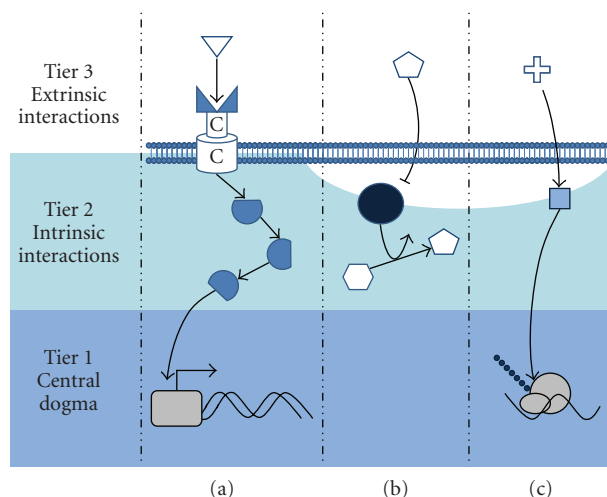 Tier 3
Extrinsic
interactions
C
C
Tier 2
Intrinsic
interactions
Tier 1
Central
dogma
(a)
(b)
(c)